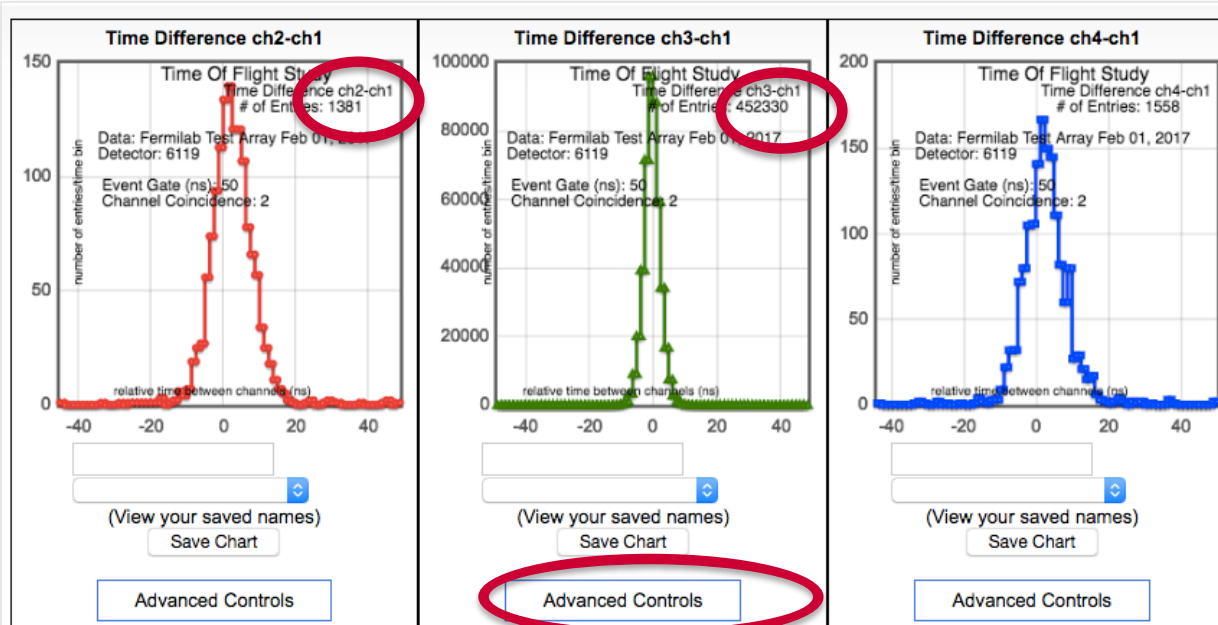 Time Difference ch2-ch1
150
100
50
0
-40 -20 0 20 40
number of entries/time bin
Time Of Flight Study
Time Difference ch2-ch1
# of Entries: 1381
Data: Fermilab Test Array Feb 01, 2017
Detector: 6119
Event Gate (ns): 50
Channel Coincidence: 2
relative time between channels (ns)
(View your saved names)
Save Chart
Advanced Controls
Time Difference ch3-ch1
100000
80000
60000
40000
20000
0
-40 -20 0 20 40
number of entries/time bin
Time Of Flight Study
Time Difference ch3-ch1
# of Entries: 452330
Data: Fermilab Test Array Feb 01, 2017
Detector: 6119
Event Gate (ns): 50
Channel Coincidence: 2
relative time between channels (ns)
(View your saved names)
Save Chart
Advanced Controls
Time Difference ch4-ch1
200
150
100
50
0
-40 -20 0 20 40
number of entries/time bin
Time Of Flight Study
Time Difference ch4-ch1
# of Entries: 1558
Data: Fermilab Test Array Feb 01, 2017
Detector: 6119
Event Gate (ns): 50
Channel Coincidence: 2
relative time between channels (ns)
(View your saved names)
Save Chart
Advanced Controls